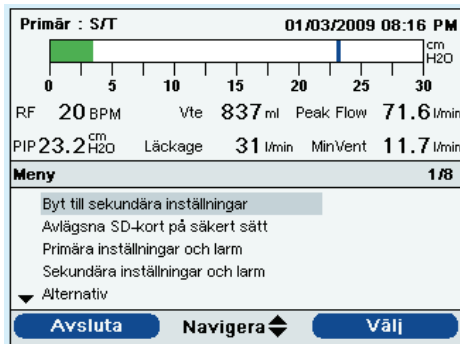 Primär : S/T 01/03/2009 08:16 PM
cm H2O
0 5 10 15 20 25 30
RF 20 BPM Vte 837 ml Peak Flow 71.6 l/min
PIP 23.2 cm H2O Läckage 31 l/min MinVent 11.7 l/min
Meny 1/8
Byt till sekundära inställningar
Avlägsna SD-kort på säkert sätt
Primära inställningar och larm
Sekundära inställningar och larm
Alternativ
Avsluta Navigera Välj